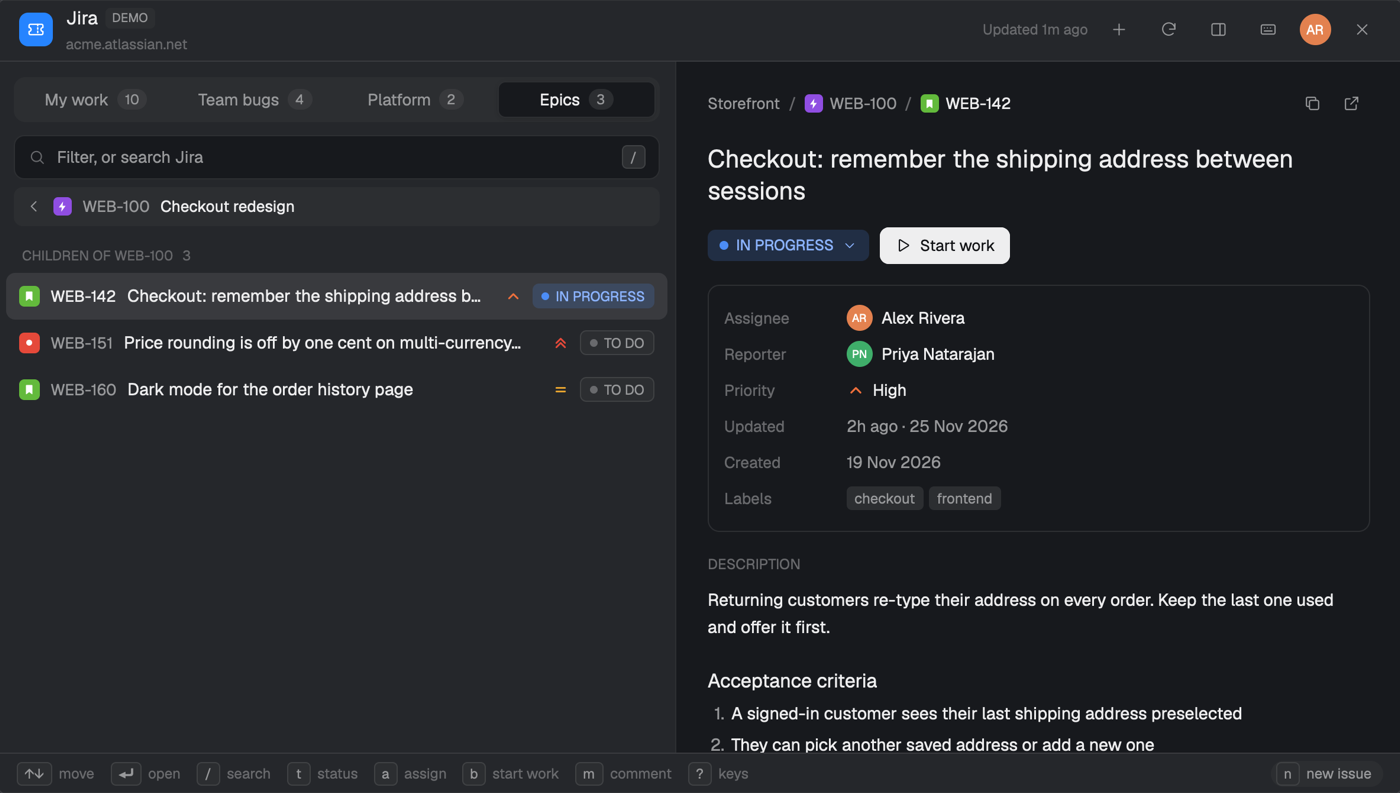 Jira DEMO
acme.atlassian.net
Updated 1m ago
AR
My work 10
Team bugs 4
Platform 2
Epics 3
Filter, or search Jira /
WEB-100 Checkout redesign
CHILDREN OF WEB-100 3
WEB-142 Checkout: remember the shipping address b... IN PROGRESS
WEB-151 Price rounding is off by one cent on multi-currency... TO DO
WEB-160 Dark mode for the order history page TO DO
Storefront / WEB-100 / WEB-142
Checkout: remember the shipping address between
sessions
IN PROGRESS
Start work
Assignee AR Alex Rivera
Reporter PN Priya Natarajan
Priority High
Updated 2h ago · 25 Nov 2026
Created 19 Nov 2026
Labels checkout frontend
DESCRIPTION
Returning customers re-type their address on every order. Keep the last one used
and offer it first.
Acceptance criteria
1. A signed-in customer sees their last shipping address preselected
2. They can pick another saved address or add a new one
↑↓ move ↵ open / search t status a assign b start work m comment ? keys n new issue